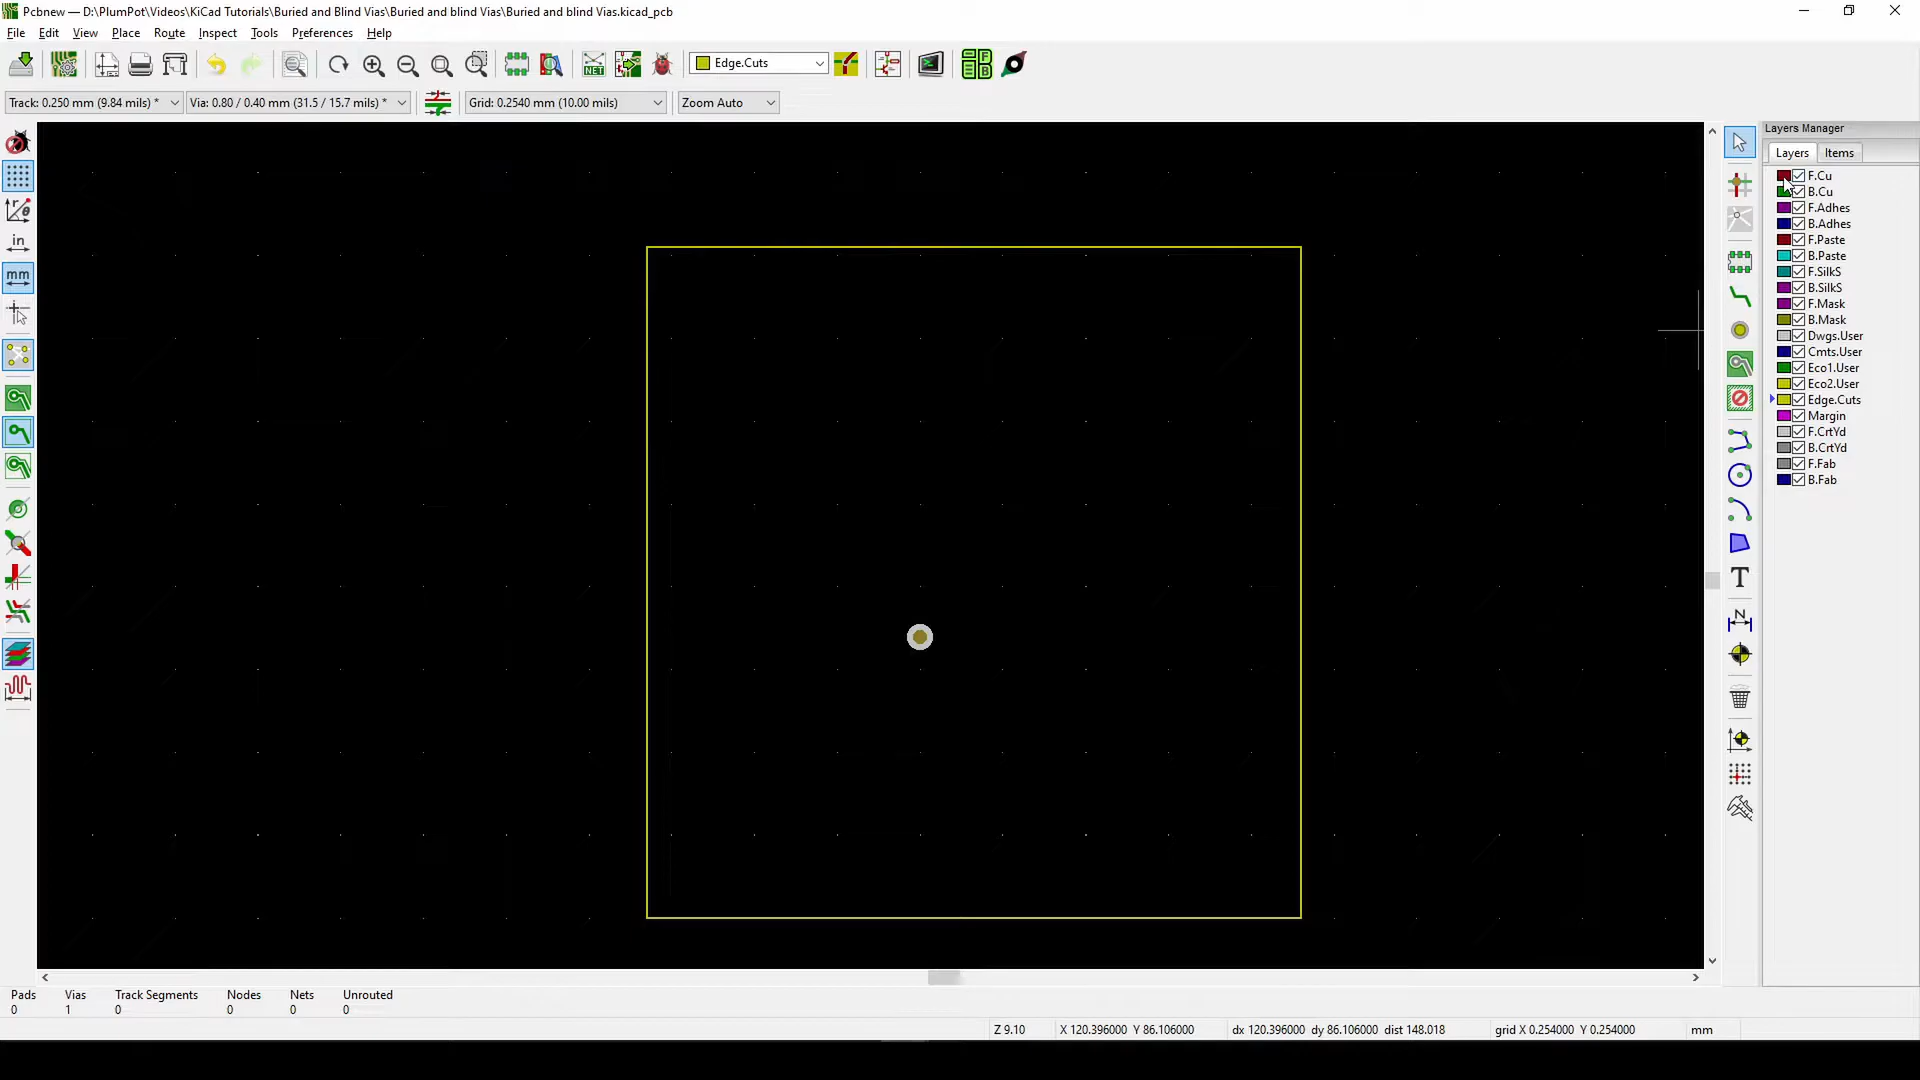 Pcbnew — D:\PlumPot\Videos\KiCad Tutorials\Buried and Blind Vias\Buried and blind Vias\Buried and blind Vias.kicad_pcb
File Edit View Place Route Inspect Tools Preferences Help
NET
Edge.Cuts
F
B
Track: 0.250 mm (9.84 mils) *
Via: 0.80 / 0.40 mm (31.5 / 15.7 mils) *
Grid: 0.2540 mm (10.00 mils)
Zoom Auto
r
θ
in
mm
T
N
Layers Manager
Layers Items
F.Cu
B.Cu
F.Adhes
B.Adhes
F.Paste
B.Paste
F.SilkS
B.SilkS
F.Mask
B.Mask
Dwgs.User
Cmts.User
Eco1.User
Eco2.User
Edge.Cuts
Margin
F.CrtYd
B.CrtYd
F.Fab
B.Fab
Pads Vias Track Segments Nodes Nets Unrouted
0 1 0 0 0 0
Z 9.10 X 120.396000 Y 86.106000 dx 120.396000 dy 86.106000 dist 148.018 grid X 0.254000 Y 0.254000 mm